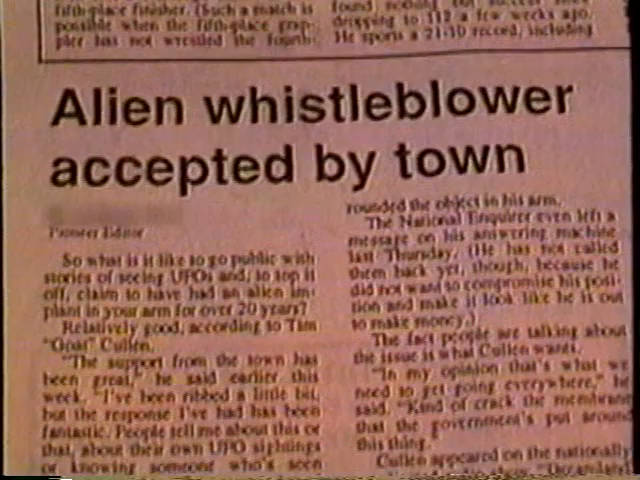 fifth-place finisher. (Such a match is
possible when the fifth-place grap-
pler has not wrestled the fourth-
found nothing but success since
dropping to 112 a few weeks ago.
He sports a 21-10 record, including
Alien whistleblower
accepted by town
Pioneer Editor
So what is it like to go public with
stories of seeing UFOs and, to top it
off, claim to have had an alien im-
plant in your arm for over 20 years?
Relatively good, according to Tim
"Goat" Cullen.
"The support from the town has
been great," he said earlier this
week. "I've been ribbed a little bit,
but the response I've had has been
fantastic. People tell me about this or
that, about their own UFO sightings
or knowing someone who's seen
rounded the object in his arm.
The National Enquirer even left a
message on his answering machine
last Thursday. (He has not called
them back yet, though, because he
did not want to compromise his posi-
tion and make it look like he is out
to make money.)
The fact people are talking about
the issue is what Cullen wants.
"In my opinion that's what we
need to get going everywhere," he
said. "Kind of crack the membrane
that the government's put around
this thing."
Cullen appeared on the nationally